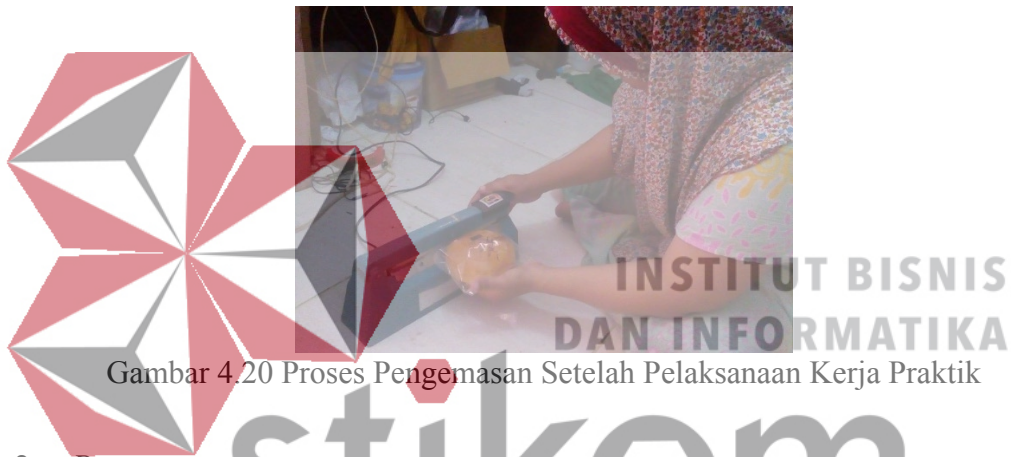 INSTITUT BISNIS
DAN INFORMATIKA
Gambar 4.20 Proses Pengemasan Setelah Pelaksanaan Kerja Praktik
stikom